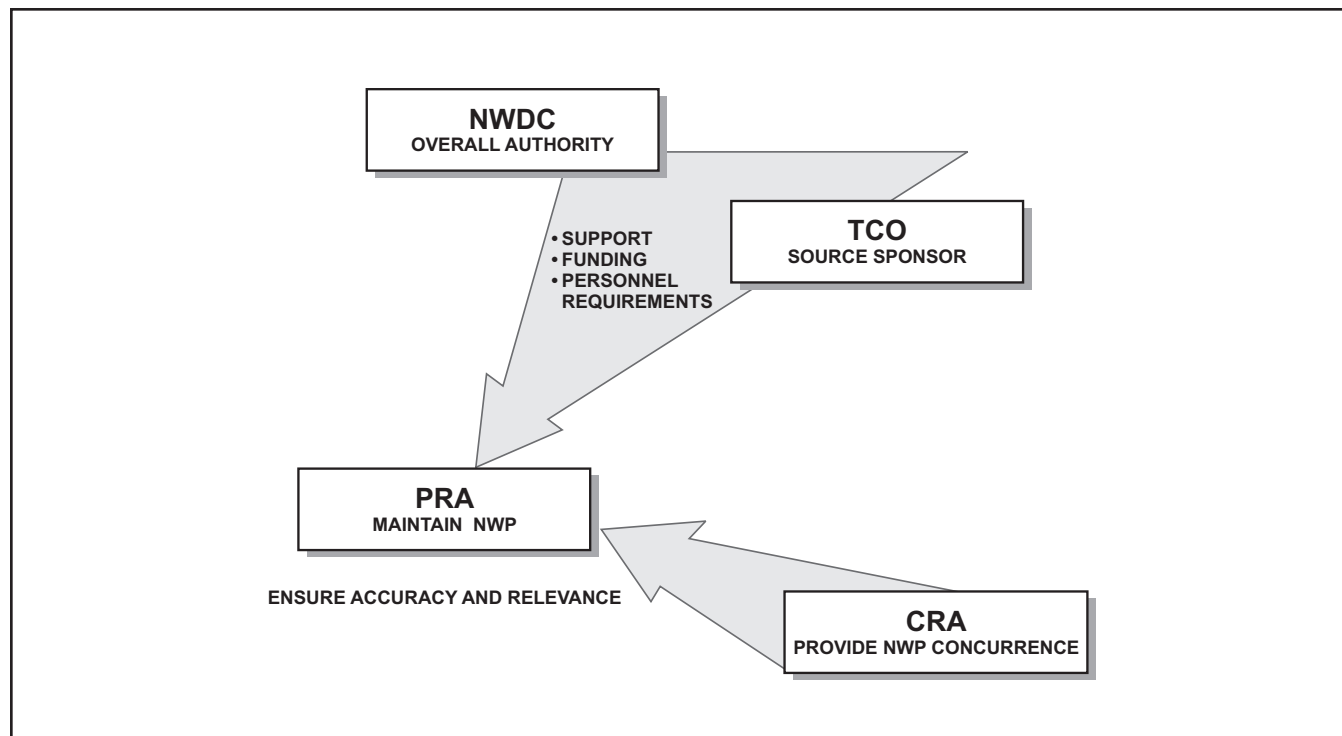 NWDC
OVERALL AUTHORITY
TCO
SOURCE SPONSOR
• SUPPORT
• FUNDING
• PERSONNEL
REQUIREMENTS
PRA
MAINTAIN NWP
ENSURE ACCURACY AND RELEVANCE
CRA
PROVIDE NWP CONCURRENCE